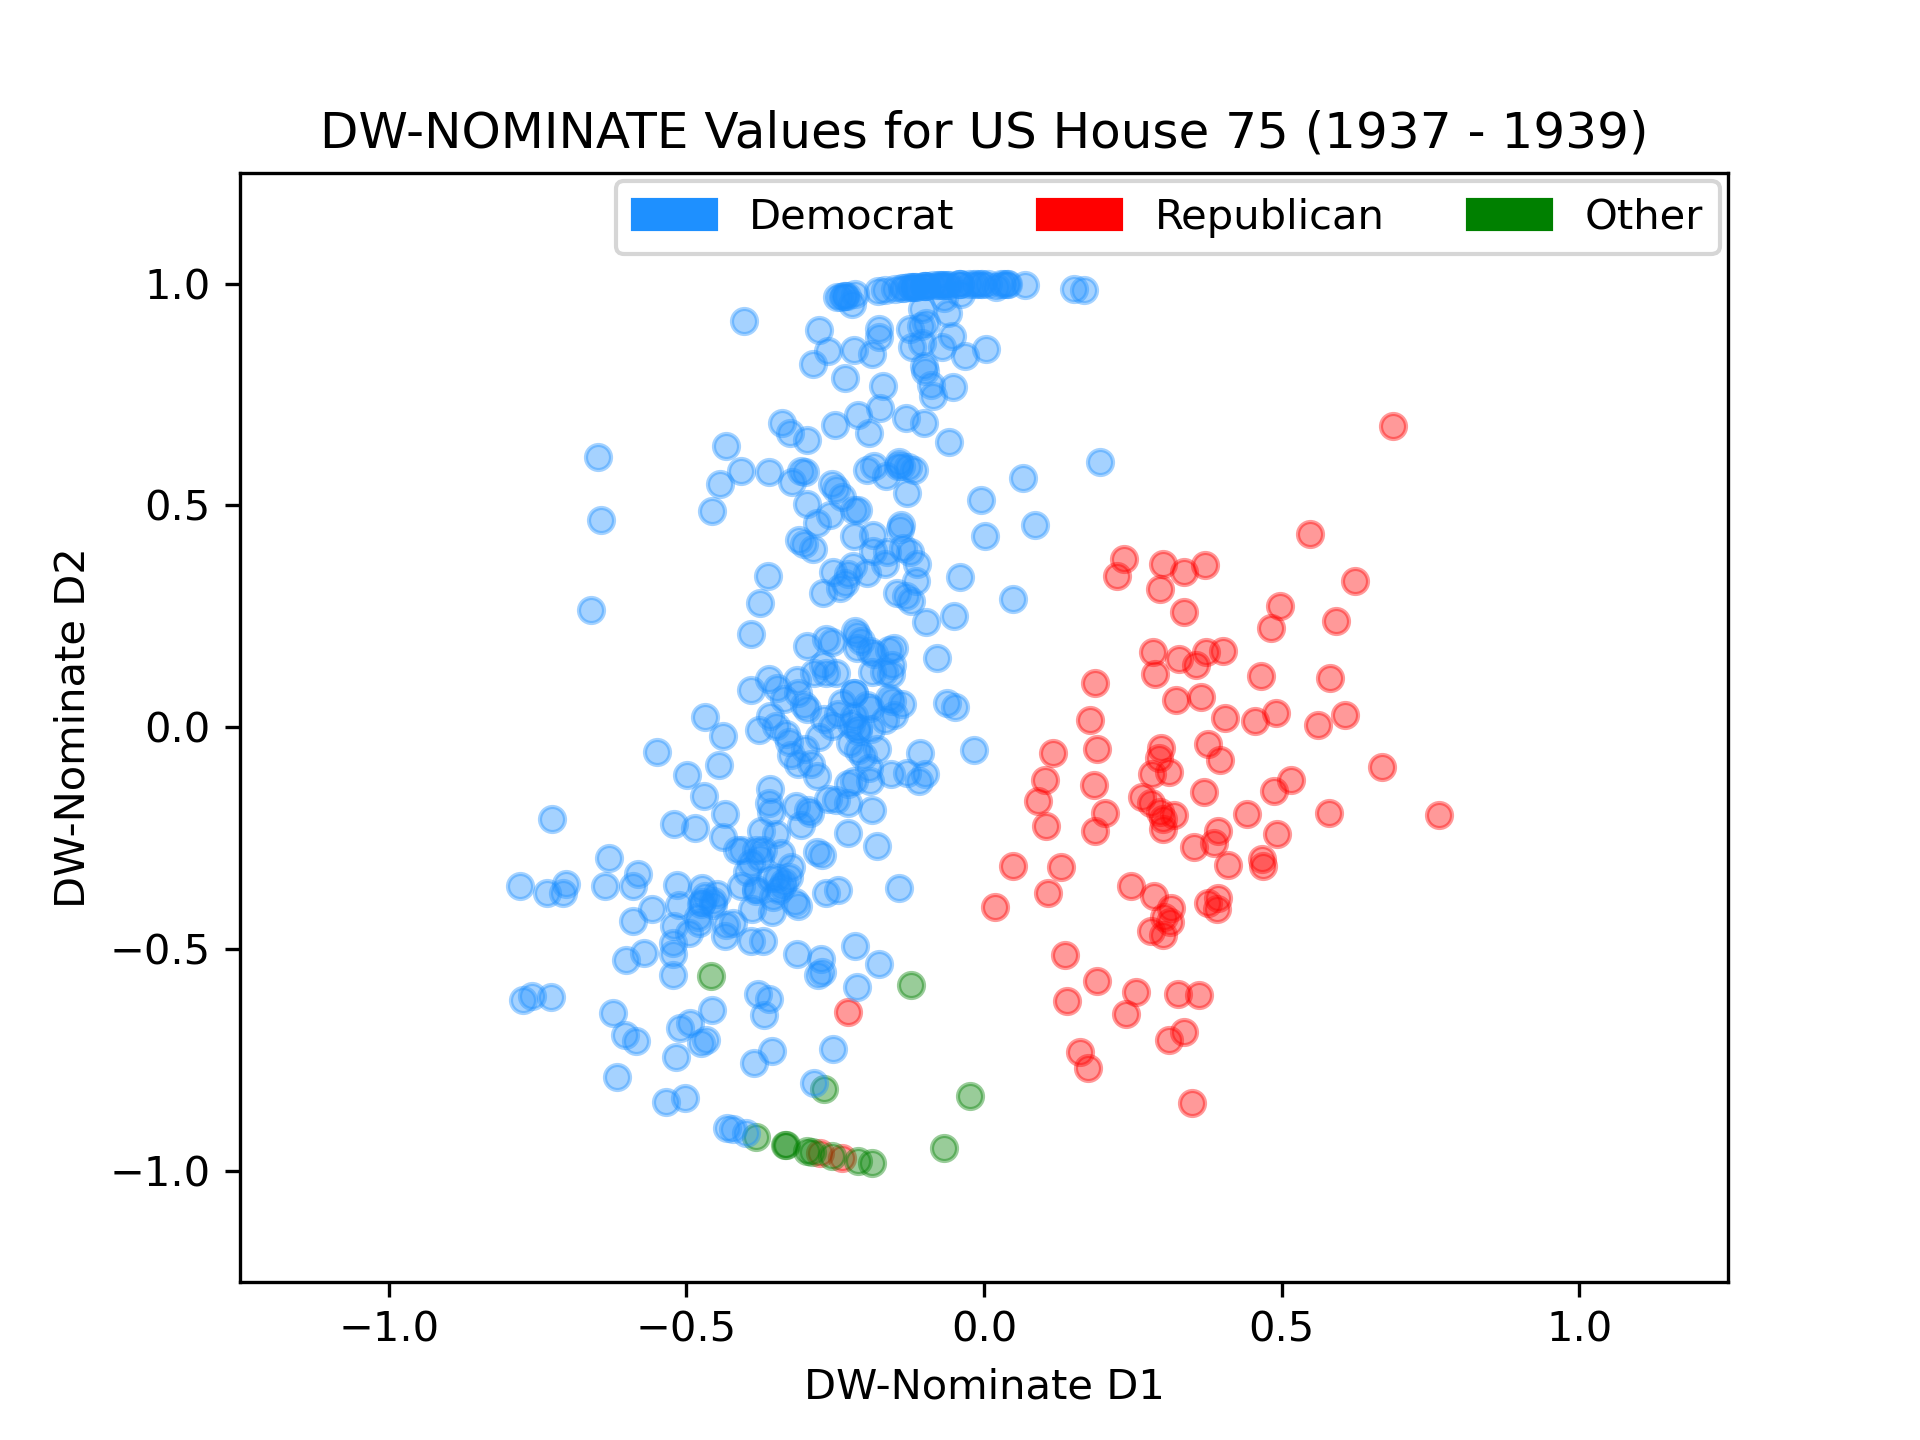 DW-NOMINATE Values for US House 75 (1937 - 1939)
Democrat Republican Other
1.0
0.5
0.0
−0.5
−1.0
DW-Nominate D2
−1.0 −0.5 0.0 0.5 1.0
DW-Nominate D1